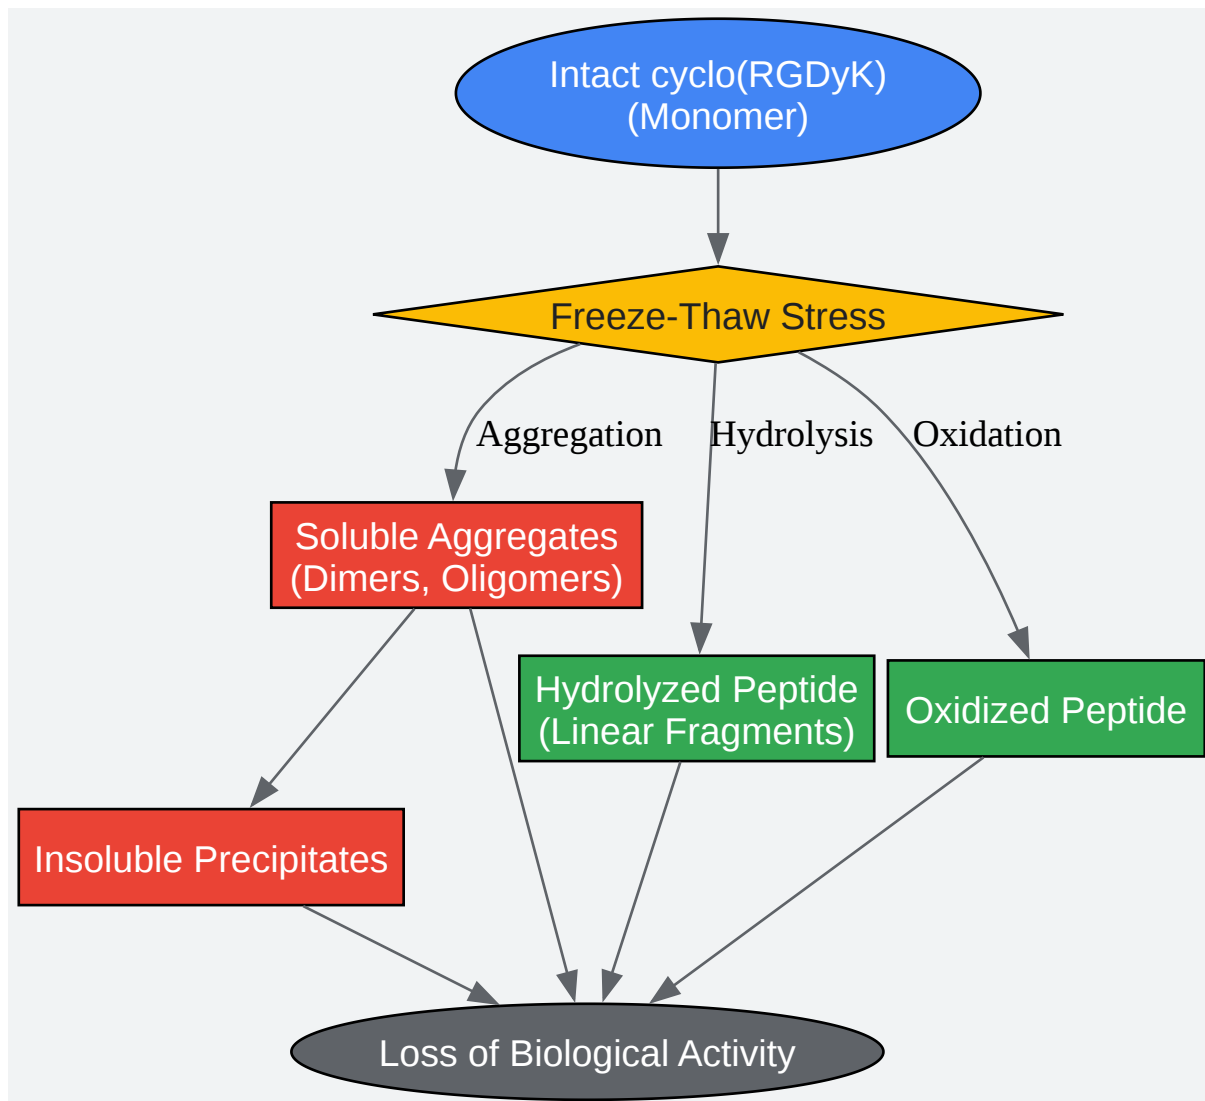 Intact cyclo(RGDyK)
(Monomer)
Freeze-Thaw Stress
Aggregation
Hydrolysis
Oxidation
Soluble Aggregates
(Dimers, Oligomers)
Hydrolyzed Peptide
(Linear Fragments)
Oxidized Peptide
Insoluble Precipitates
Loss of Biological Activity